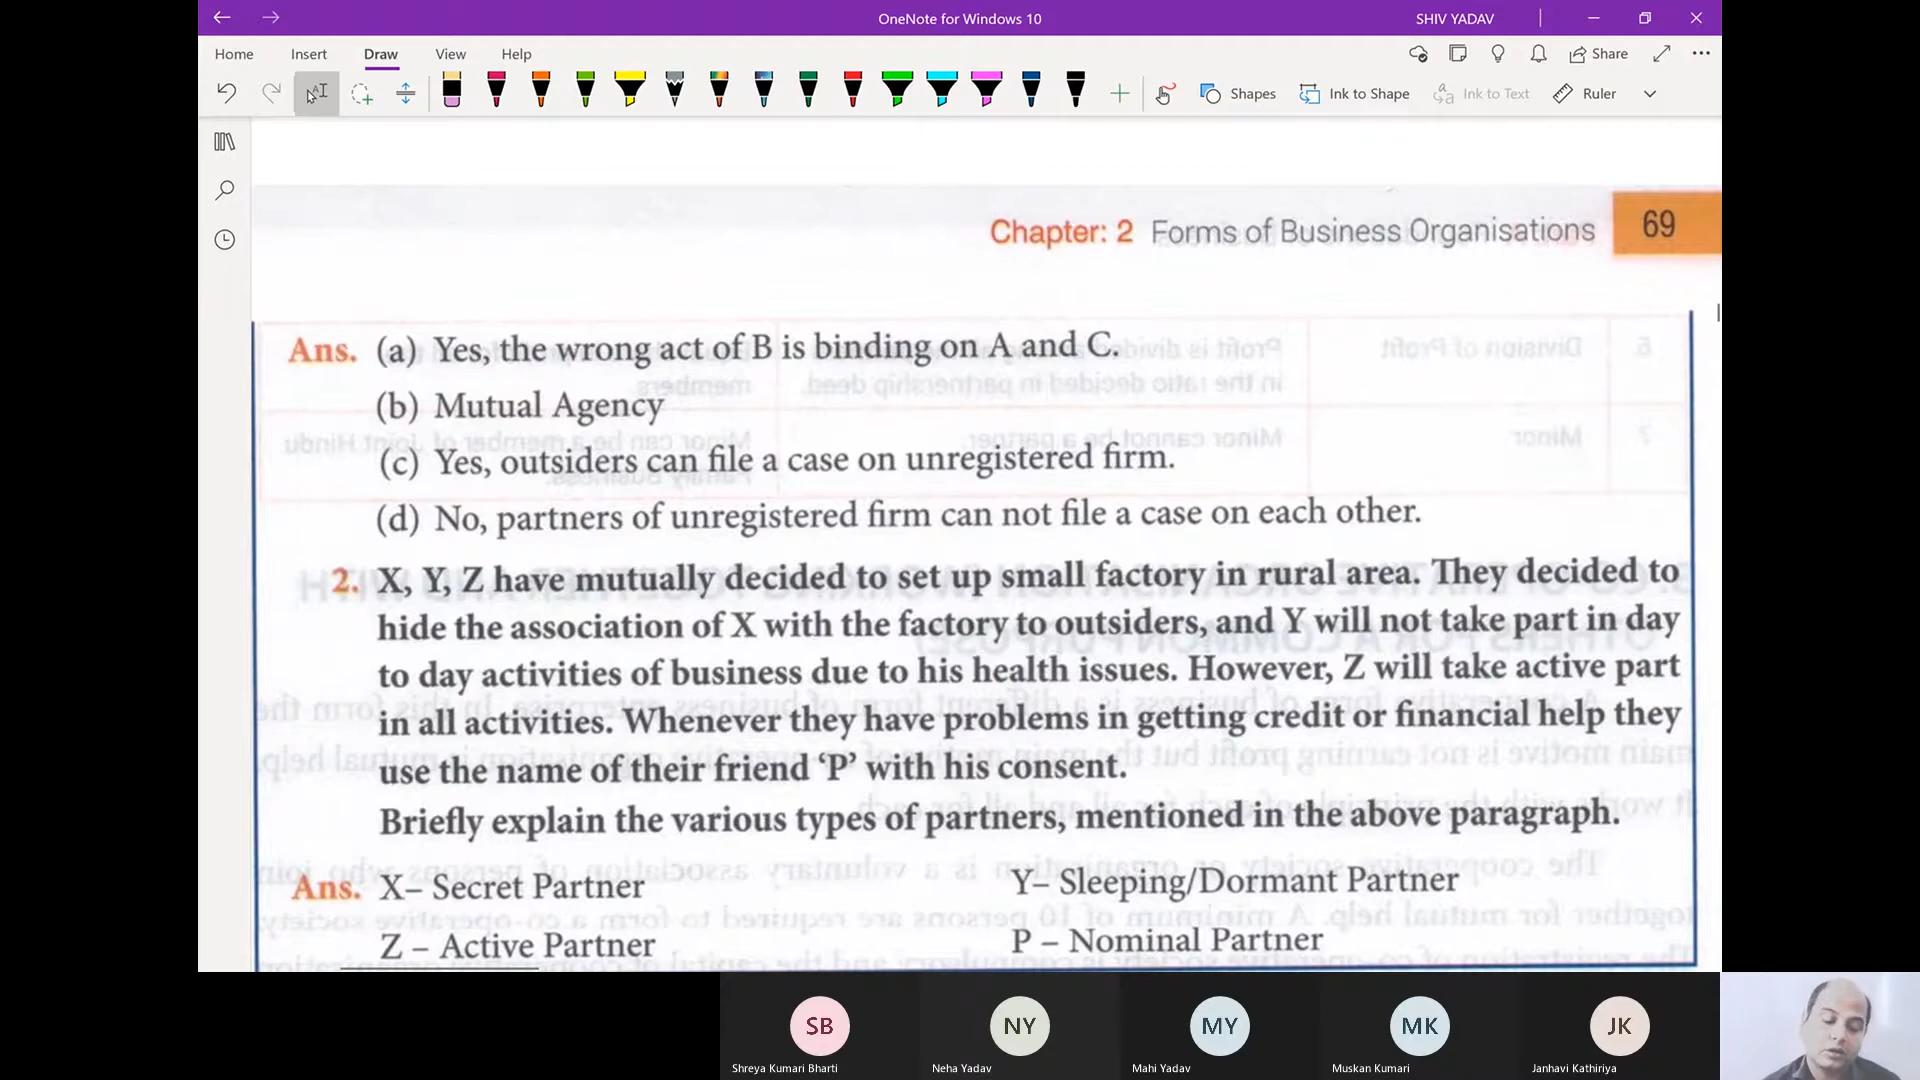 OneNote for Windows 10
SHIV YADAV
Home Insert Draw View Help
Share
Shapes Ink to Shape Ink to Text Ruler
Chapter: 2 Forms of Business Organisations 69
Ans. (a) Yes, the wrong act of B is binding on A and C.
(b) Mutual Agency
(c) Yes, outsiders can file a case on unregistered firm.
(d) No, partners of unregistered firm can not file a case on each other.
2. X, Y, Z have mutually decided to set up small factory in rural area. They decided to
hide the association of X with the factory to outsiders, and Y will not take part in day
to day activities of business due to his health issues. However, Z will take active part
in all activities. Whenever they have problems in getting credit or financial help they
use the name of their friend ‘P’ with his consent.
Briefly explain the various types of partners, mentioned in the above paragraph.
Ans. X– Secret Partner Y– Sleeping/Dormant Partner
Z – Active Partner P – Nominal Partner
SB NY MY MK JK
Shreya Kumari Bharti Neha Yadav Mahi Yadav Muskan Kumari Janhavi Kathiriya